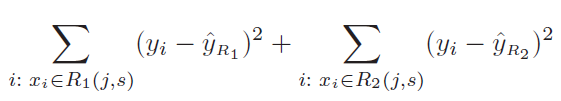 ∑_{i: x_i∈R_1(j,s)} (y_i − ŷ_{R_1})² + ∑_{i: x_i∈R_2(j,s)} (y_i − ŷ_{R_2})²